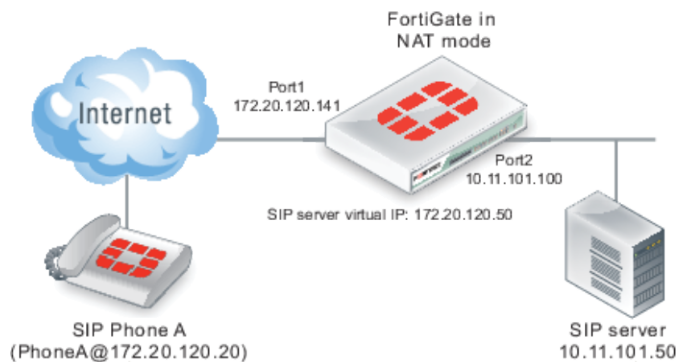 FortiGate in
NAT mode
Port1
172.20.120.141
Internet
Port2
10.11.101.100
SIP server virtual IP: 172.20.120.50
SIP Phone A
(PhoneA@172.20.120.20)
SIP server
10.11.101.50